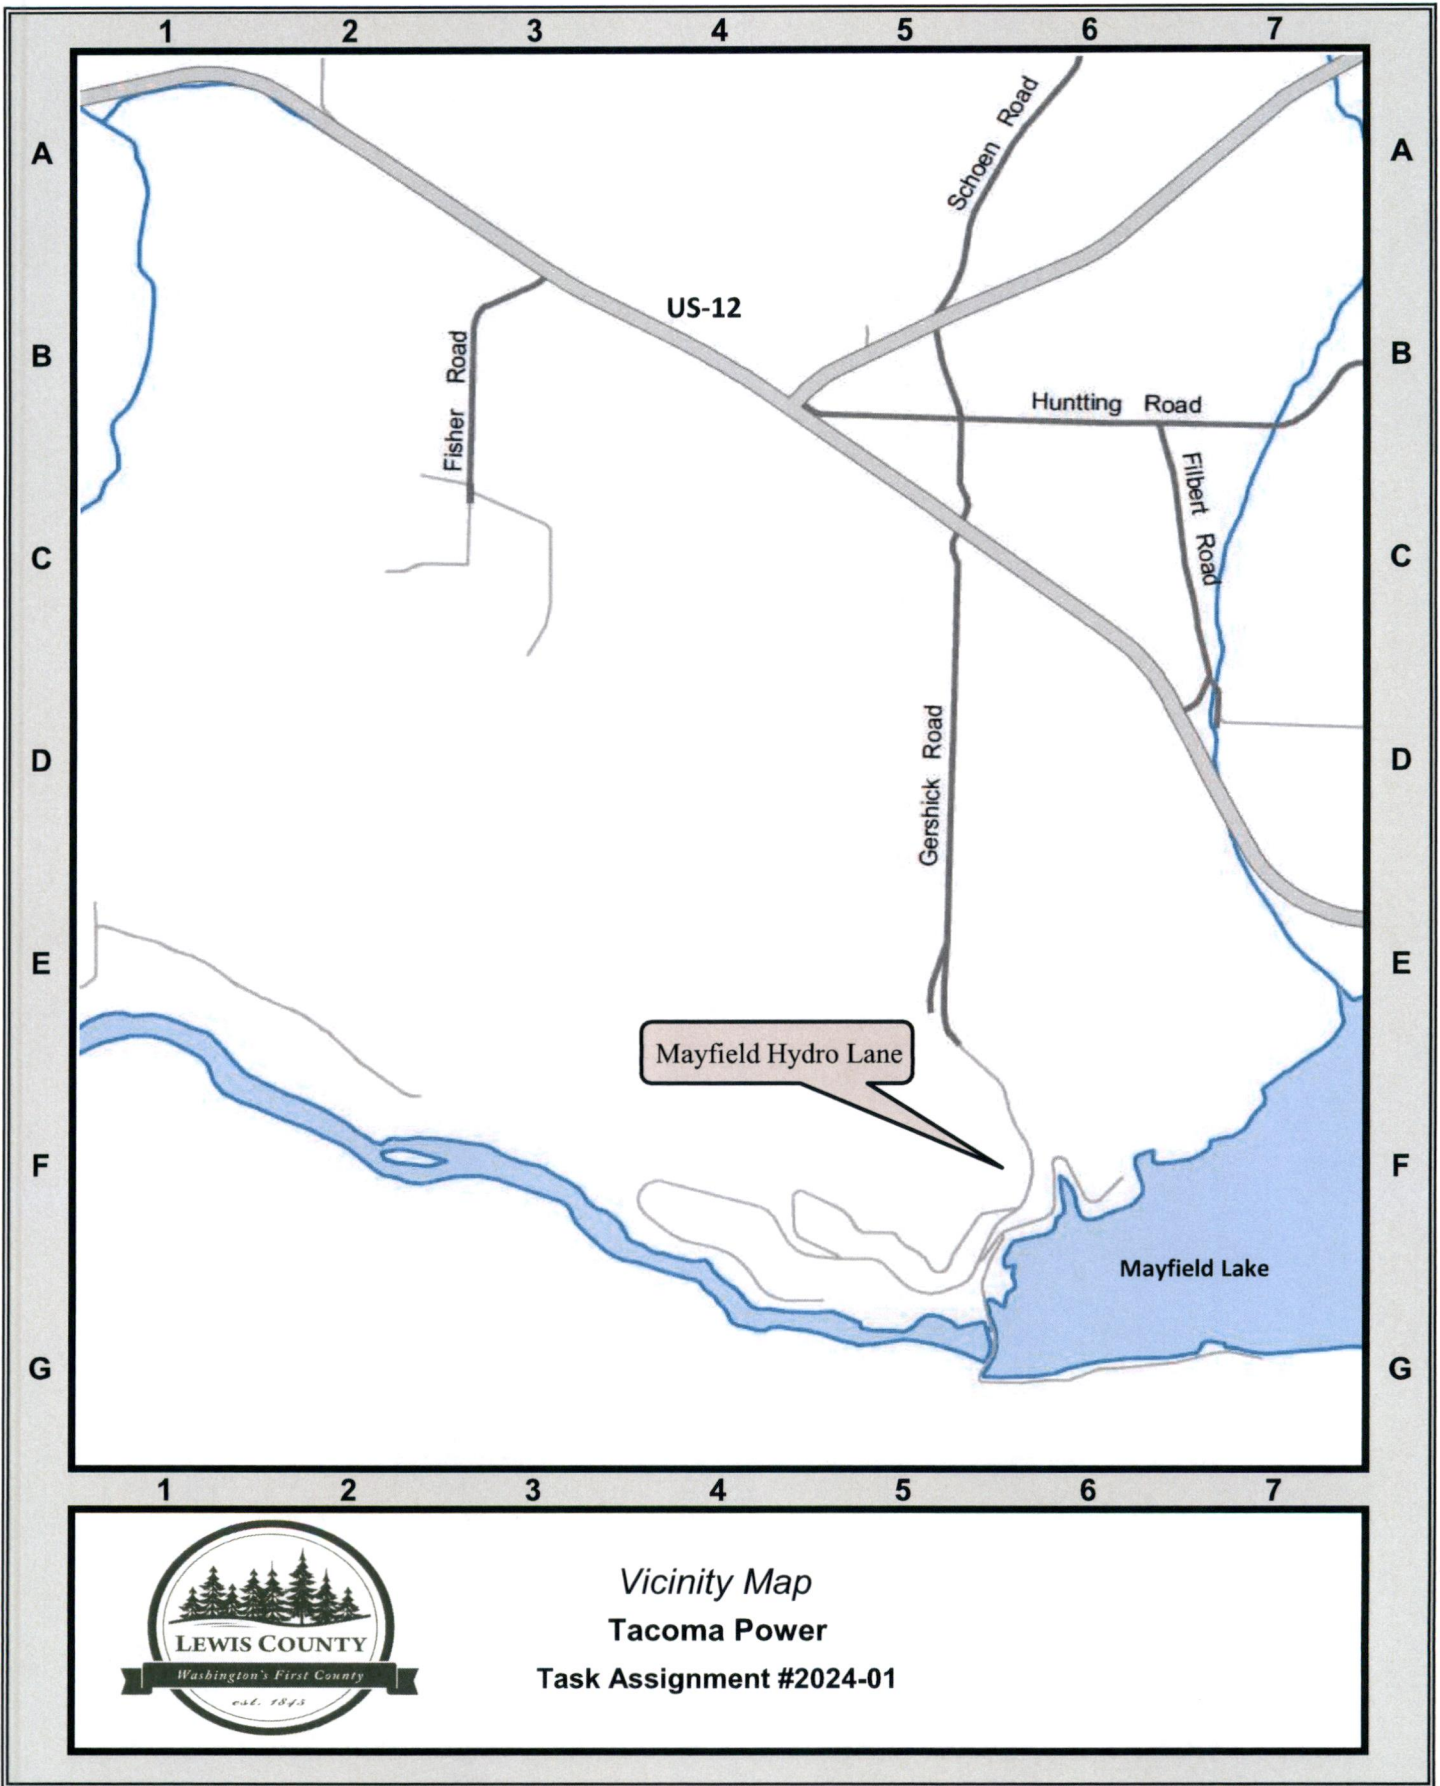 1 2 3 4 5 6 7
A A
Schoen Road
US-12
B B
Fisher Road
Huntting Road
Filbert Road
C C
Gershick Road
D D
E E
Mayfield Hydro Lane
F F
Mayfield Lake
G G
1 2 3 4 5 6 7
Vicinity Map
Tacoma Power
Task Assignment #2024-01
LEWIS COUNTY
Washington's First County
est. 1845